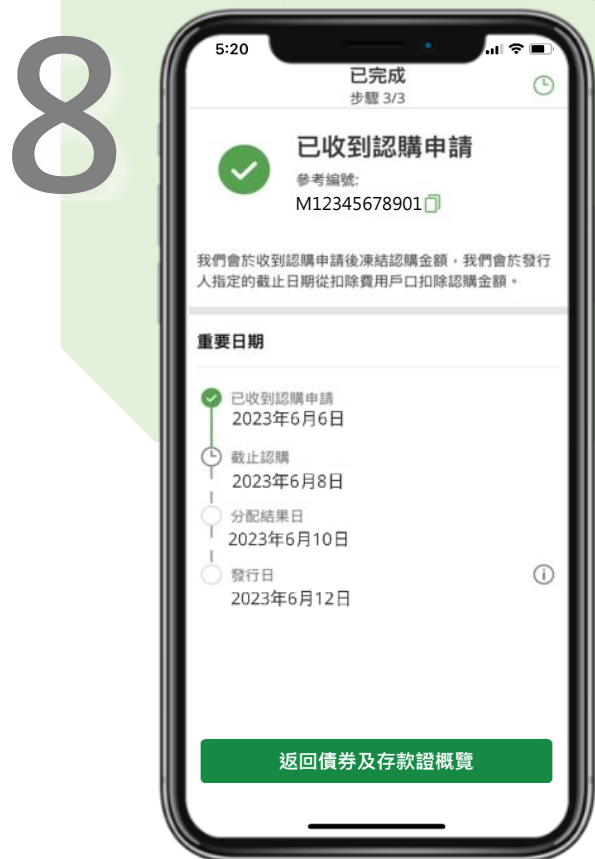 8
5:20
已完成
步驟 3/3
已收到認購申請
參考編號:
M12345678901
我們會於收到認購申請後凍結認購金額，我們會於發行
人指定的截止日期從扣除費用戶口扣除認購金額。
重要日期
已收到認購申請
2023年6月6日
截止認購
2023年6月8日
分配結果日
2023年6月10日
發行日
2023年6月12日
返回債券及存款證概覽